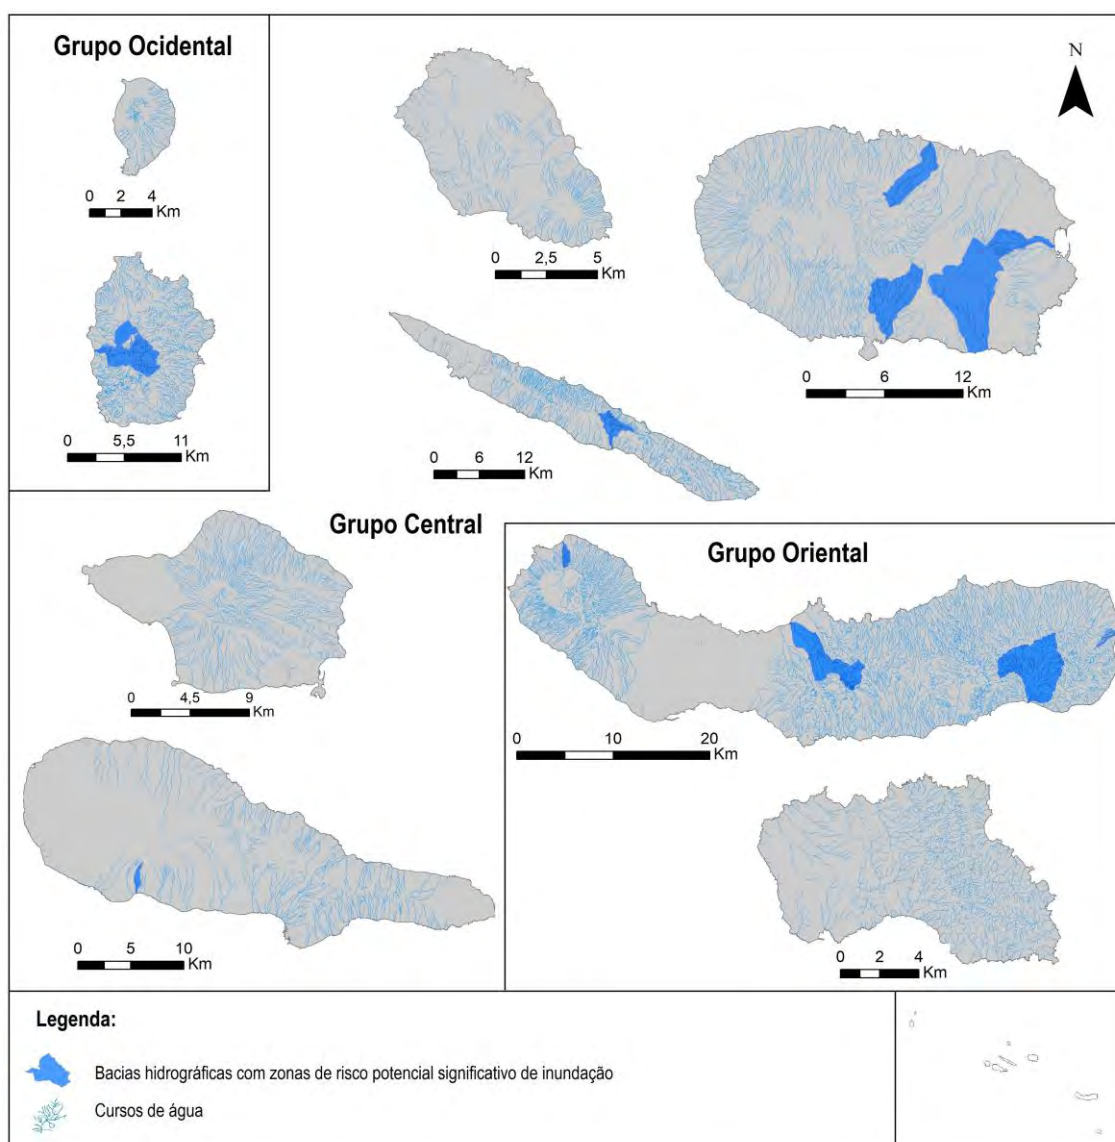 Grupo Ocidental
N
0 2 4
Km
0 2,5 5
Km
0 5,5 11
Km
0 6 12
Km
0 6 12
Km
Grupo Central
Grupo Oriental
0 4,5 9
Km
0 10 20
Km
0 5 10
Km
0 2 4
Km
Legenda:
Bacias hidrográficas com zonas de risco potencial significativo de inundação
Cursos de água